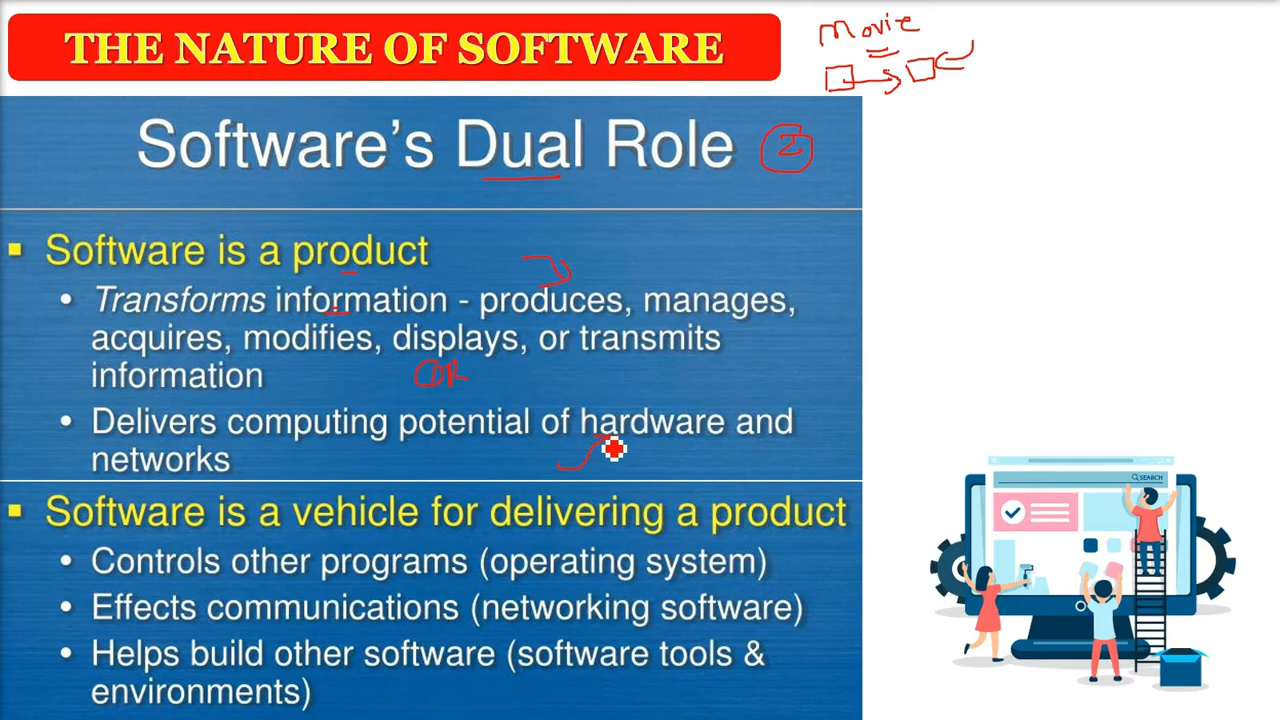 THE NATURE OF SOFTWARE
Movie
Software's Dual Role 2
▪ Software is a product
• Transforms information - produces, manages,
acquires, modifies, displays, or transmits
information
OR
• Delivers computing potential of hardware and
networks
▪ Software is a vehicle for delivering a product
• Controls other programs (operating system)
• Effects communications (networking software)
• Helps build other software (software tools &
environments)
SEARCH